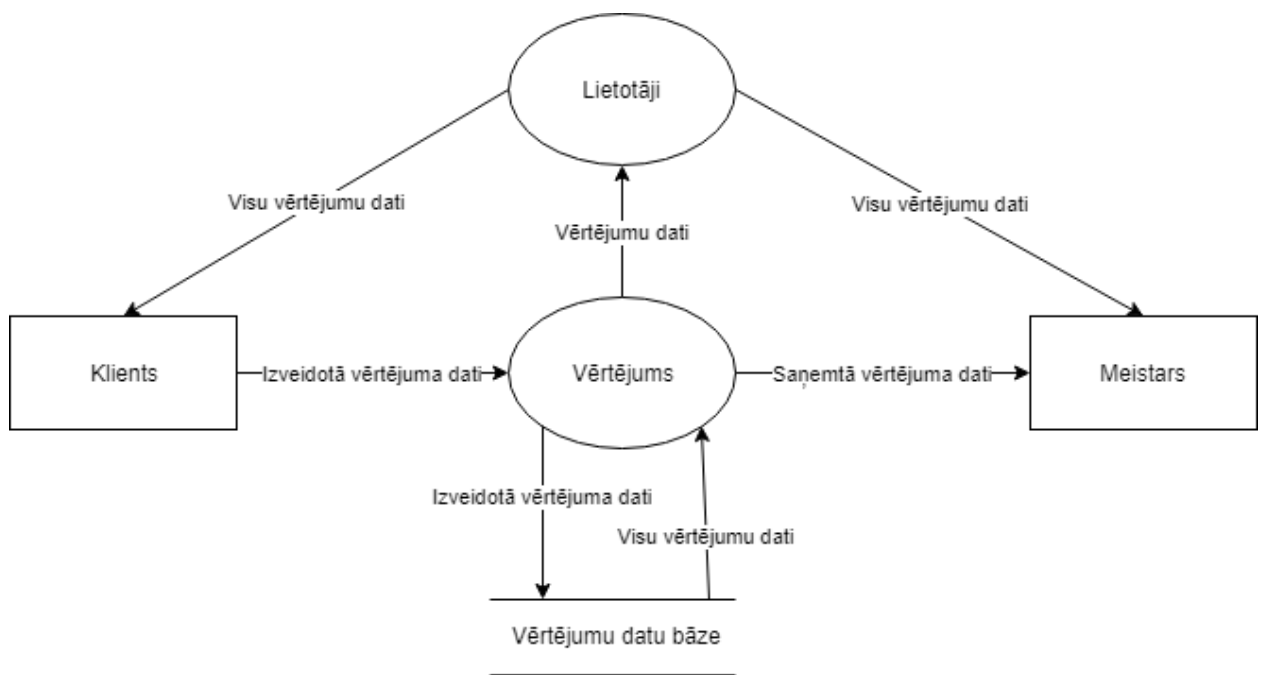 Lietotāji
Visu vērtējumu dati
Visu vērtējumu dati
Vērtējumu dati
Klients
Izveidotā vērtējuma dati
Vērtējums
Saņemtā vērtējuma dati
Meistars
Izveidotā vērtējuma dati
Visu vērtējumu dati
Vērtējumu datu bāze